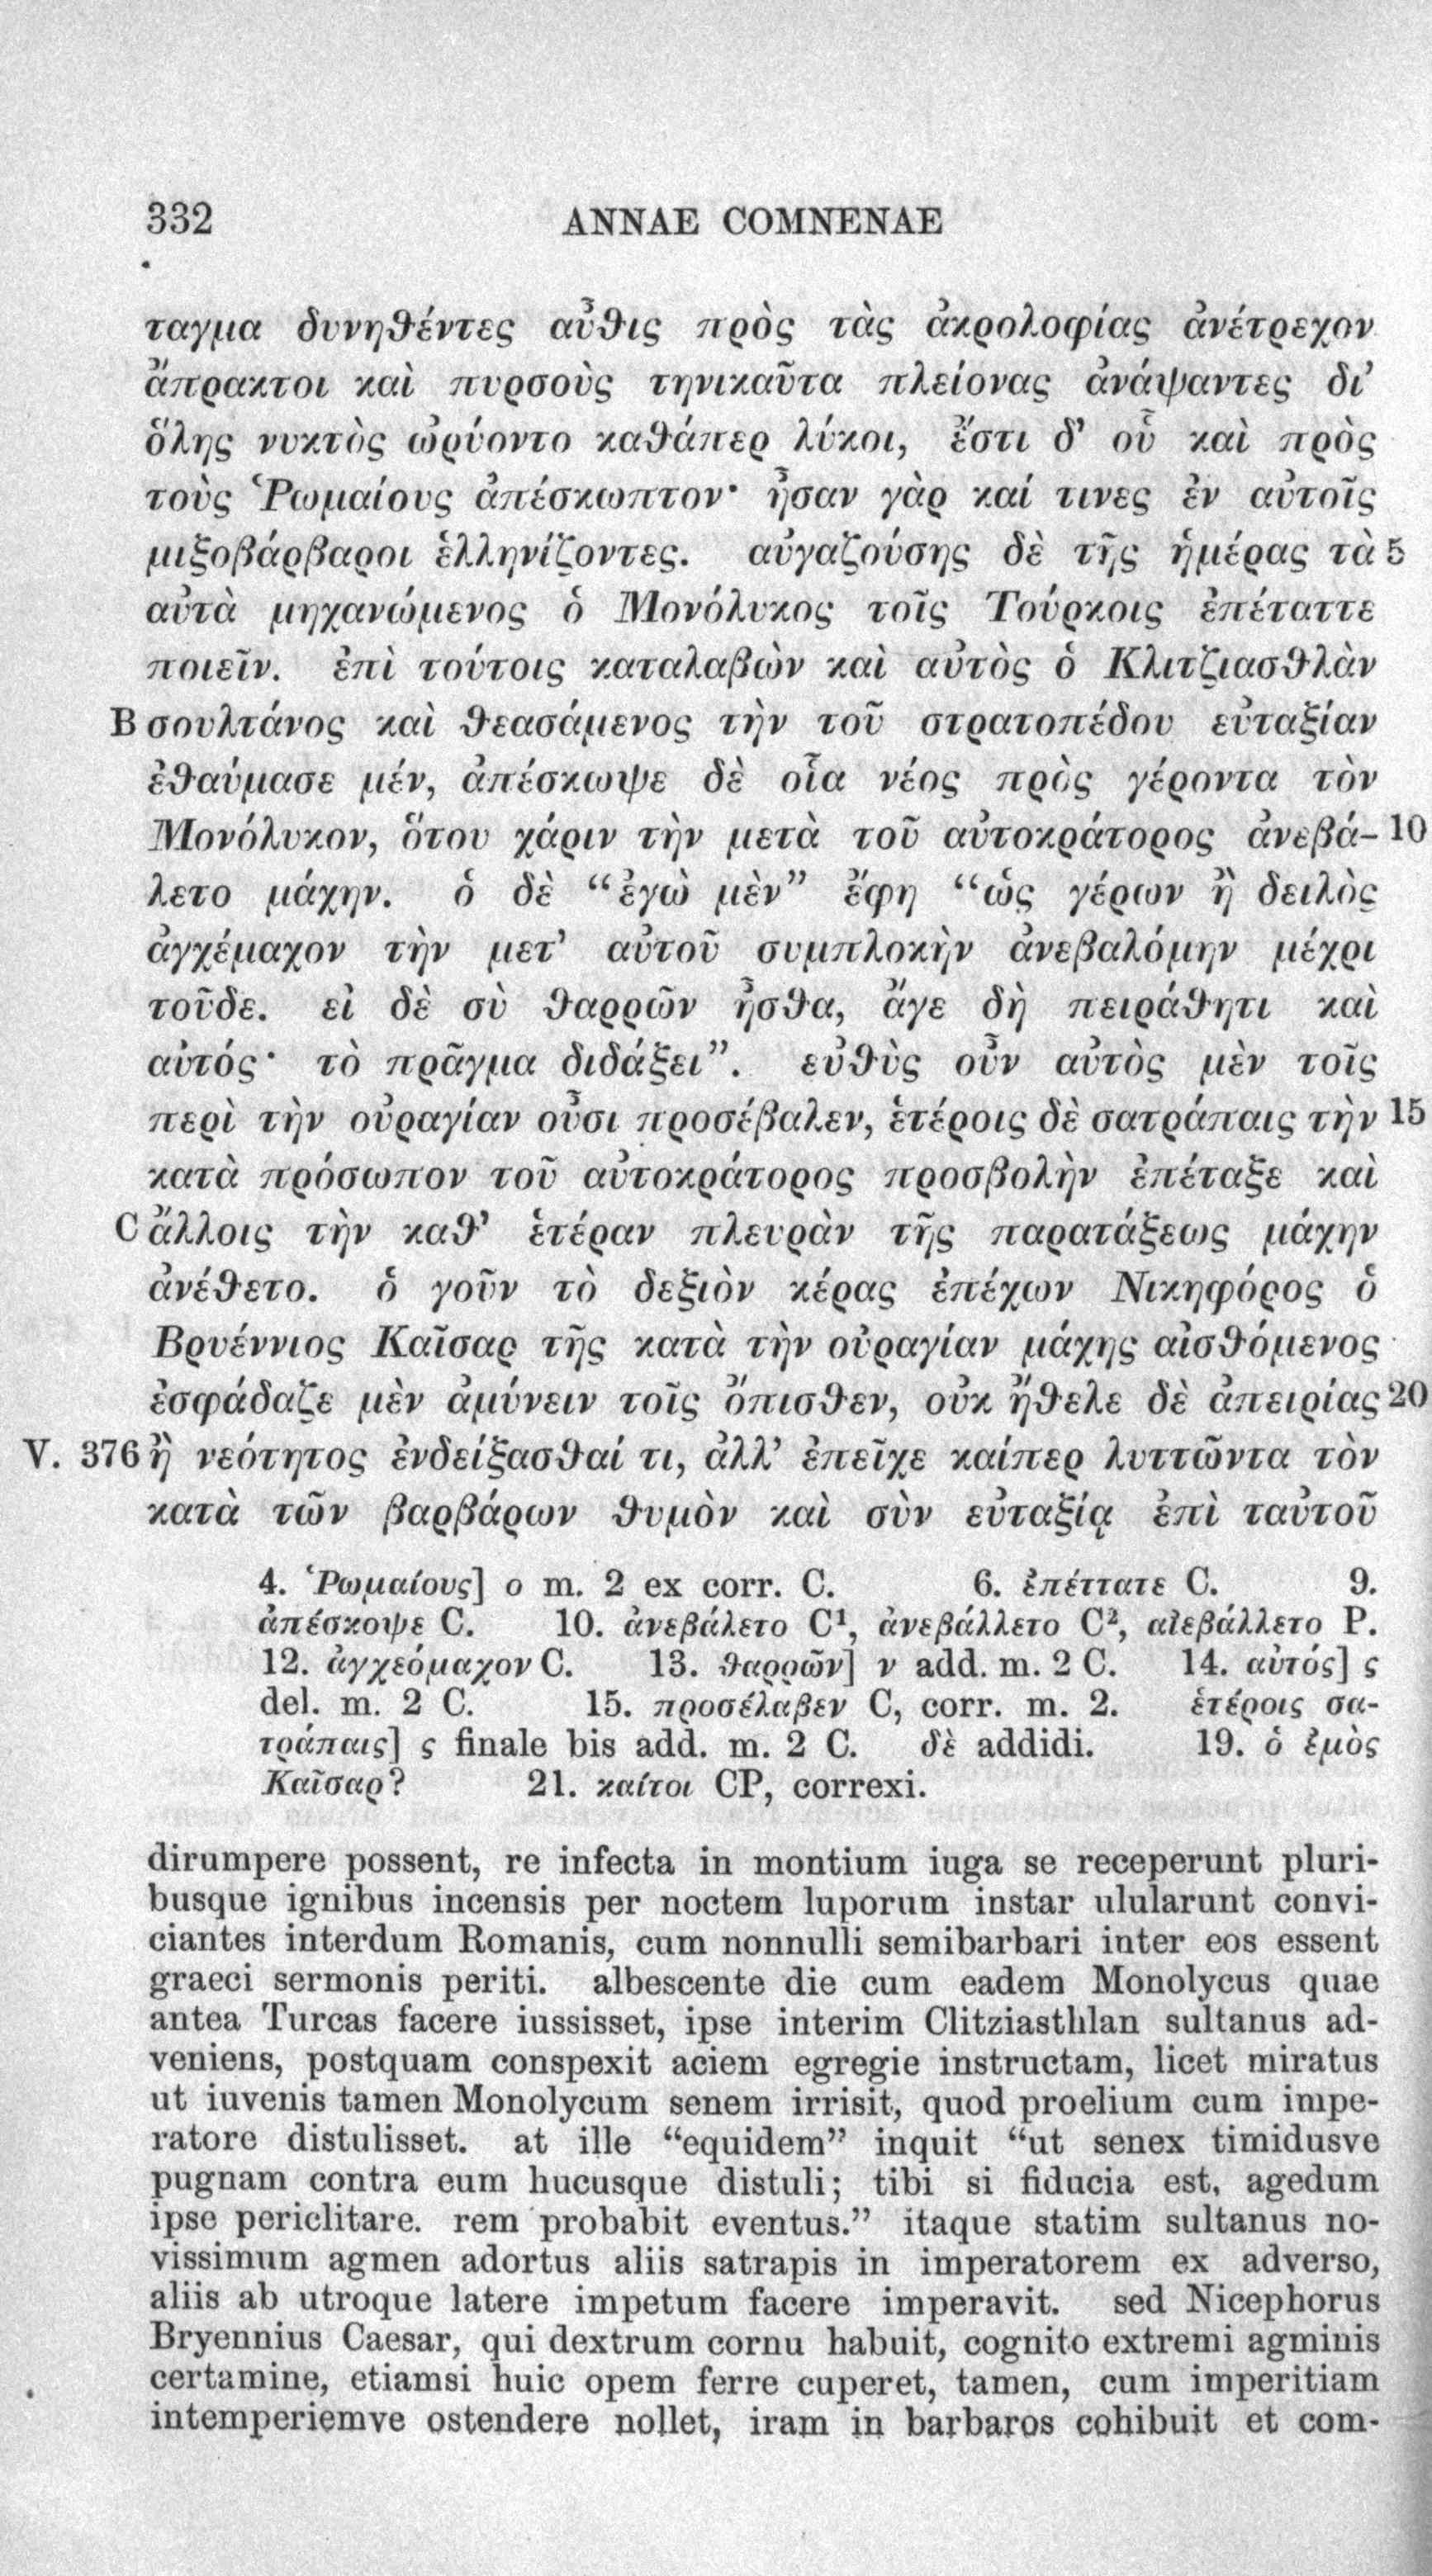 332 ANNAE COMNENAE
ταγμα δυνηθέντες αὖθις πρὸς τὰς ἀκρολοφίας ἀνέτρεχον
ἄπρακτοι καὶ πυρσοὺς τηνικαῦτα πλείονας ἀνάψαντες δι’
ὅλης νυκτὸς ὠρύοντο καθάπερ λύκοι, ἔστι δ’ οὗ καὶ πρὸς
τοὺς Ῥωμαίους ἀπέσκωπτον· ἦσαν γὰρ καί τινες ἐν αὐτοῖς
μιξοβάρβαροι ἑλληνίζοντες. αὐγαζούσης δὲ τῆς ἡμέρας τὰ 5
αὐτὰ μηχανώμενος ὁ Μονόλυκος τοῖς Τούρκοις ἐπέταττε
ποιεῖν. ἐπὶ τούτοις καταλαβὼν καὶ αὐτὸς ὁ Κλιτζιασθλὰν
B σουλτάνος καὶ θεασάμενος τὴν τοῦ στρατοπέδου εὐταξίαν
ἐθαύμασε μέν, ἀπέσκωψε δὲ οἷα νέος πρὸς γέροντα τὸν
Μονόλυκον, ὅτου χάριν τὴν μετὰ τοῦ αὐτοκράτορος ἀνεβά- 10
λετο μάχην. ὁ δὲ “ἐγὼ μὲν” ἔφη “ὡς γέρων ἢ δειλὸς
ἀγχέμαχον τὴν μετ’ αὐτοῦ συμπλοκὴν ἀνεβαλόμην μέχρι
τοῦδε. εἰ δὲ σὺ θαρρῶν ἦσθα, ἄγε δὴ πειράθητι καὶ
αὐτός· τὸ πρᾶγμα διδάξει”. εὐθὺς οὖν αὐτὸς μὲν τοῖς
περὶ τὴν οὐραγίαν οὖσι προσέβαλεν, ἑτέροις δὲ σατράπαις τὴν 15
κατὰ πρόσωπον τοῦ αὐτοκράτορος προσβολὴν ἐπέταξε καὶ
C ἄλλοις τὴν καθ’ ἑτέραν πλευρὰν τῆς παρατάξεως μάχην
ἀνέθετο. ὁ γοῦν τὸ δεξιὸν κέρας ἐπέχων Νικηφόρος ὁ
Βρυέννιος Καῖσαρ τῆς κατὰ τὴν οὐραγίαν μάχης αἰσθόμενος
ἐσφάδαζε μὲν ἀμύνειν τοῖς ὄπισθεν, οὐκ ἤθελε δὲ ἀπειρίας 20
V. 376 ἢ νεότητος ἐνδείξασθαί τι, ἀλλ’ ἐπεῖχε καίπερ λυττῶντα τὸν
κατὰ τῶν βαρβάρων θυμὸν καὶ σὺν εὐταξίᾳ ἐπὶ ταὐτοῦ
4. Ῥωμαίους] ο m. 2 ex corr. C. 6. ἐπέττατε C. 9.
ἀπέσκοψε C. 10. ἀνεβάλετο C¹, ἀνεβάλλετο C², αἰεβάλλετο P.
12. ἀγχεόμαχον C. 13. θαρρῶν] ν add. m. 2 C. 14. αὐτός] ς
del. m. 2 C. 15. προσέλαβεν C, corr. m. 2. ἑτέροις σα-
τράπαις] ς finale bis add. m. 2 C. δὲ addidi. 19. ὁ ἐμὸς
Καῖσαρ? 21. καίτοι CP, correxi.
dirumpere possent, re infecta in montium iuga se receperunt pluri-
busque ignibus incensis per noctem luporum instar ulularunt convi-
ciantes interdum Romanis, cum nonnulli semibarbari inter eos essent
graeci sermonis periti. albescente die cum eadem Monolycus quae
antea Turcas facere iussisset, ipse interim Clitziasthlan sultanus ad-
veniens, postquam conspexit aciem egregie instructam, licet miratus
ut iuvenis tamen Monolycum senem irrisit, quod proelium cum impe-
ratore distulisset. at ille “equidem” inquit “ut senex timidusve
pugnam contra eum hucusque distuli; tibi si fiducia est, agedum
ipse periclitare. rem probabit eventus.” itaque statim sultanus no-
vissimum agmen adortus aliis satrapis in imperatorem ex adverso,
aliis ab utroque latere impetum facere imperavit. sed Nicephorus
Bryennius Caesar, qui dextrum cornu habuit, cognito extremi agminis
certamine, etiamsi huic opem ferre cuperet, tamen, cum imperitiam
intemperiemve ostendere nollet, iram in barbaros cohibuit et com-